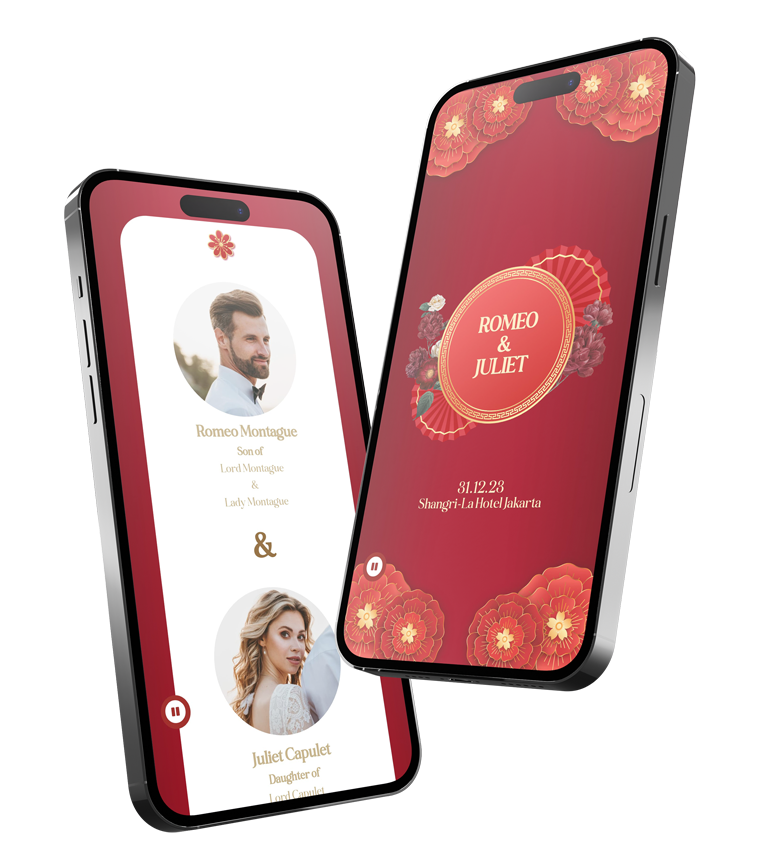 Romeo Montague
Son of
Lord Montague
&
Lady Montague
&
Juliet Capulet
Daughter of
Lord Capulet
ROMEO
&
JULIET
31.12.23
Shangri-La Hotel Jakarta